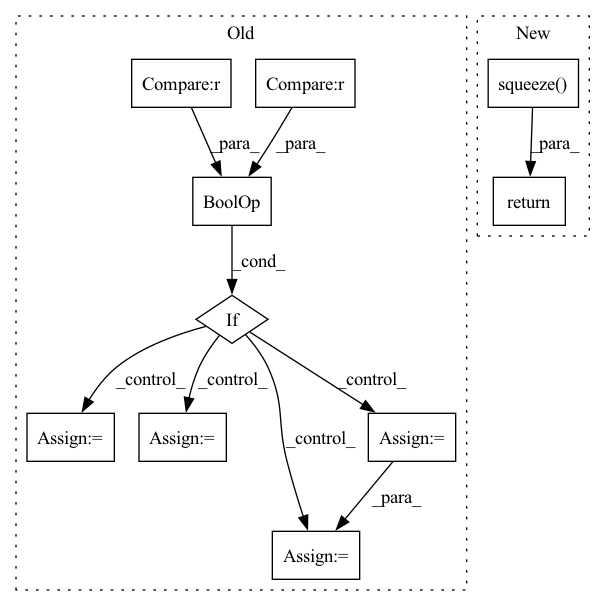 Old
New
Compare:r
Compare:r
squeeze()
_para_
_para_
_para_
BoolOp
return
_cond_
If
_control_
_control_
_control_
_control_
Assign:=
Assign:=
Assign:=
_para_
Assign:=